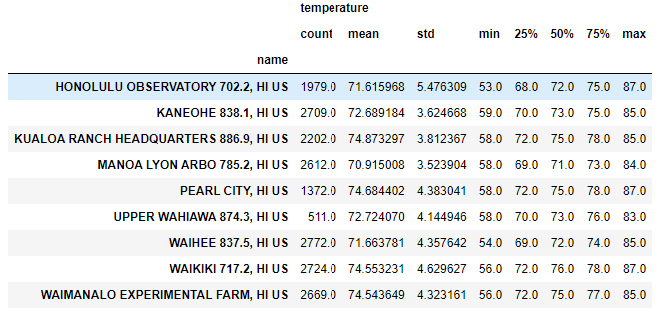 temperature
count mean std min 25% 50% 75% max
name
HONOLULU OBSERVATORY 702.2, HI US 1979.0 71.615968 5.476309 53.0 68.0 72.0 75.0 87.0
KANEOHE 838.1, HI US 2709.0 72.689184 3.624668 59.0 70.0 73.0 75.0 85.0
KUALOA RANCH HEADQUARTERS 886.9, HI US 2202.0 74.873297 3.812367 58.0 72.0 75.0 78.0 85.0
MANOA LYON ARBO 785.2, HI US 2612.0 70.915008 3.523904 58.0 69.0 71.0 73.0 84.0
PEARL CITY, HI US 1372.0 74.684402 4.383041 58.0 72.0 75.0 78.0 87.0
UPPER WAHIAWA 874.3, HI US 511.0 72.724070 4.144946 58.0 70.0 73.0 76.0 83.0
WAIHEE 837.5, HI US 2772.0 71.663781 4.357642 54.0 69.0 72.0 74.0 85.0
WAIKIKI 717.2, HI US 2724.0 74.553231 4.629627 56.0 72.0 76.0 78.0 87.0
WAIMANALO EXPERIMENTAL FARM, HI US 2669.0 74.543649 4.323161 56.0 72.0 75.0 77.0 85.0